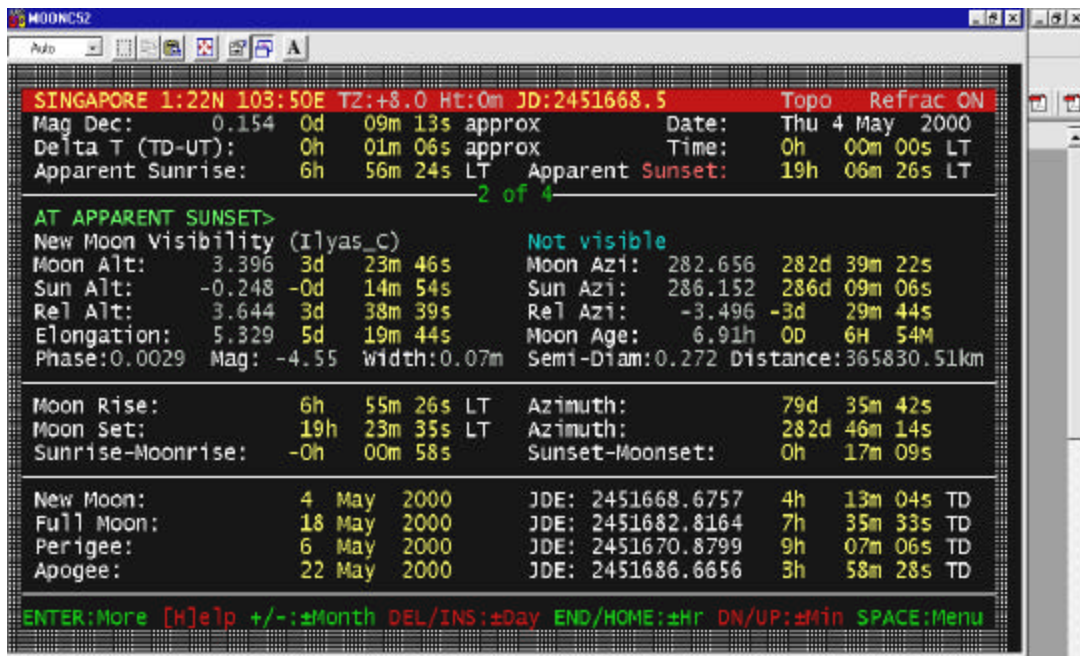 MOONC52
Auto A
SINGAPORE 1:22N 103:50E TZ:+8.0 Ht:0m JD:2451668.5 Topo Refrac ON
Mag Dec: 0.154 0d 09m 13s approx Date: Thu 4 May 2000
Delta T (TD-UT): 0h 01m 06s approx Time: 0h 00m 00s LT
Apparent Sunrise: 6h 56m 24s LT Apparent Sunset: 19h 06m 26s LT
2 of 4
AT APPARENT SUNSET>
New Moon Visibility (Ilyas_C) Not visible
Moon Alt: 3.396 3d 23m 46s Moon Azi: 282.656 282d 39m 22s
Sun Alt: -0.248 -0d 14m 54s Sun Azi: 286.152 286d 09m 06s
Rel Alt: 3.644 3d 38m 39s Rel Azi: -3.496 -3d 29m 44s
Elongation: 5.329 5d 19m 44s Moon Age: 6.91h 0D 6H 54M
Phase:0.0029 Mag: -4.55 Width:0.07m Semi-Diam:0.272 Distance:365830.51km
Moon Rise: 6h 55m 26s LT Azimuth: 79d 35m 42s
Moon Set: 19h 23m 35s LT Azimuth: 282d 46m 14s
Sunrise-Moonrise: -0h 00m 58s Sunset-Moonset: 0h 17m 09s
New Moon: 4 May 2000 JDE: 2451668.6757 4h 13m 04s TD
Full Moon: 18 May 2000 JDE: 2451682.8164 7h 35m 33s TD
Perigee: 6 May 2000 JDE: 2451670.8799 9h 07m 06s TD
Apogee: 22 May 2000 JDE: 2451686.6656 3h 58m 28s TD
ENTER:More [H]elp +/-:±Month DEL/INS:±Day END/HOME:±Hr DN/UP:±Min SPACE:Menu